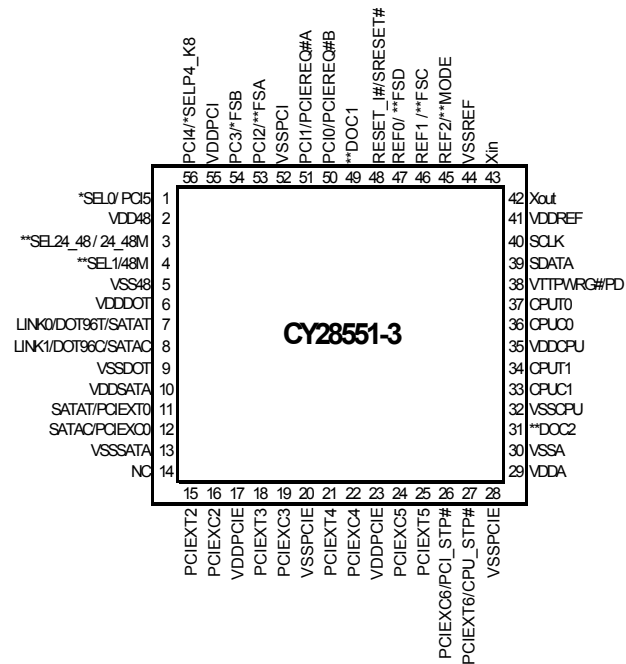 PCI4/*SELP4_K8
VDDPCI
PC3/*FSB
PCI2/**FSA
VSSPCI
PCI1/PCIEREQ#A
PCI0/PCIEREQ#B
**DOC1
RESET_I#/SRESET#
REF0/ **FSD
REF1 /**FSC
REF2/**MODE
VSSREF
Xin
56 55 54 53 52 51 50 49 48 47 46 45 44 43
*SEL0/ PCI5 1
VDD48 2
**SEL24_48 / 24_48M 3
**SEL1/48M 4
VSS48 5
VDDDOT 6
LINK0/DOT96T/SATAT 7
LINK1/DOT96C/SATAC 8
VSSDOT 9
VDDSATA 10
SATAT/PCIEXT0 11
SATAC/PCIEXC0 12
VSSSATA 13
NC 14
CY28551-3
42 Xout
41 VDDREF
40 SCLK
39 SDATA
38 VTTPWRG#/PD
37 CPUT0
36 CPUC0
35 VDDCPU
34 CPUT1
33 CPUC1
32 VSSCPU
31 **DOC2
30 VSSA
29 VDDA
15 16 17 18 19 20 21 22 23 24 25 26 27 28
PCIEXT2
PCIEXC2
VDDPCIE
PCIEXT3
PCIEXC3
VSSPCIE
PCIEXT4
PCIEXC4
VDDPCIE
PCIEXC5
PCIEXT5
PCIEXC6/PCI_STP#
PCIEXT6/CPU_STP#
VSSPCIE